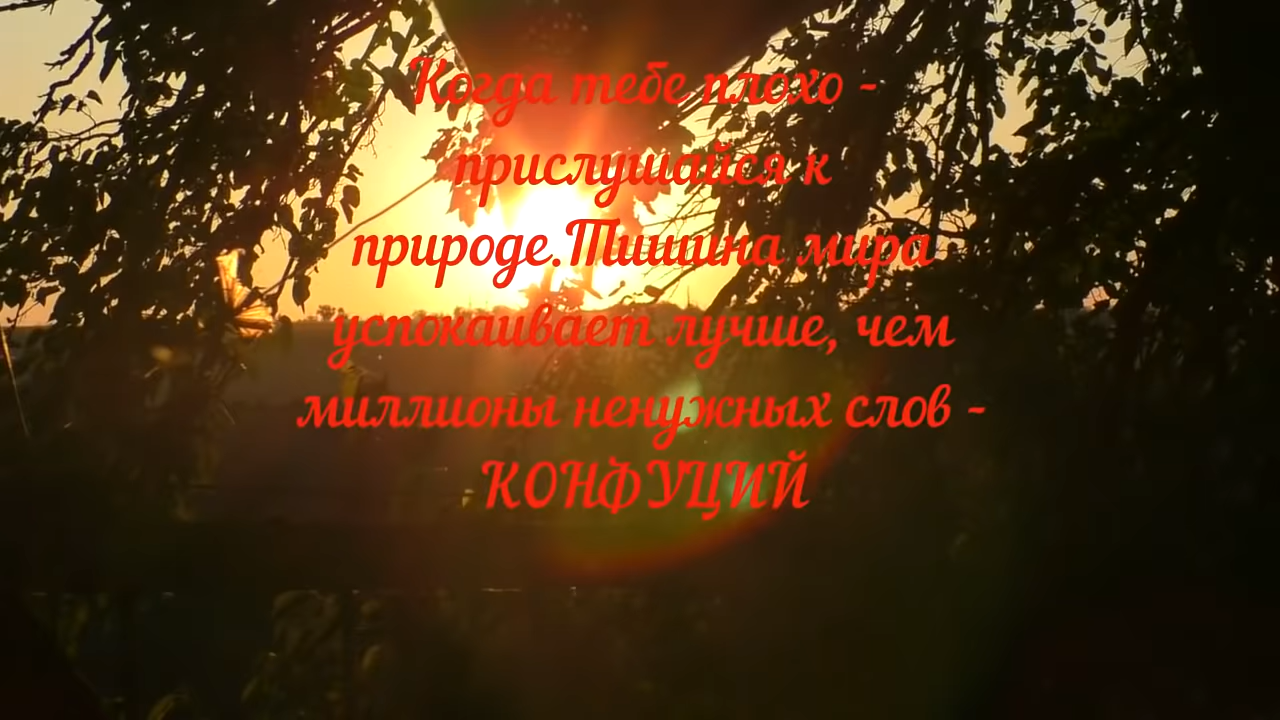 Когда тебе плохо -
прислушайся к
природе.Тишина мира
успокаивает лучше, чем
миллионы ненужных слов -
КОНФУЦИЙ